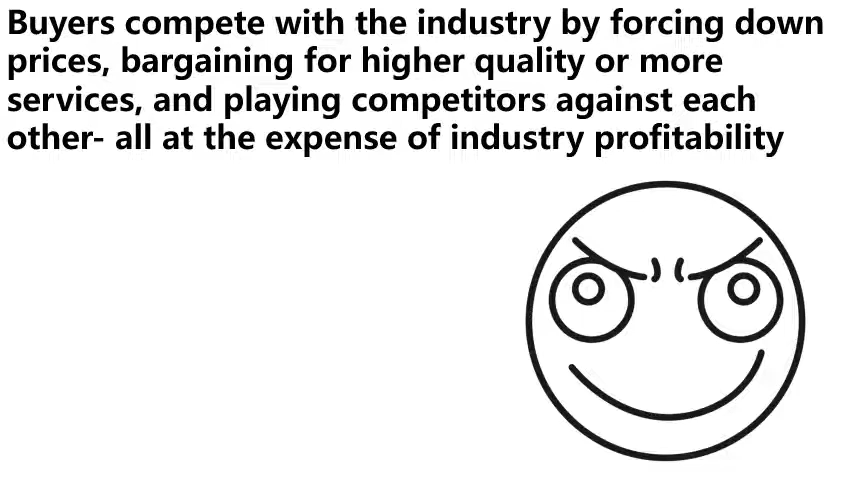 Buyers compete with the industry by forcing down
prices, bargaining for higher quality or more
services, and playing competitors against each
other- all at the expense of industry profitability